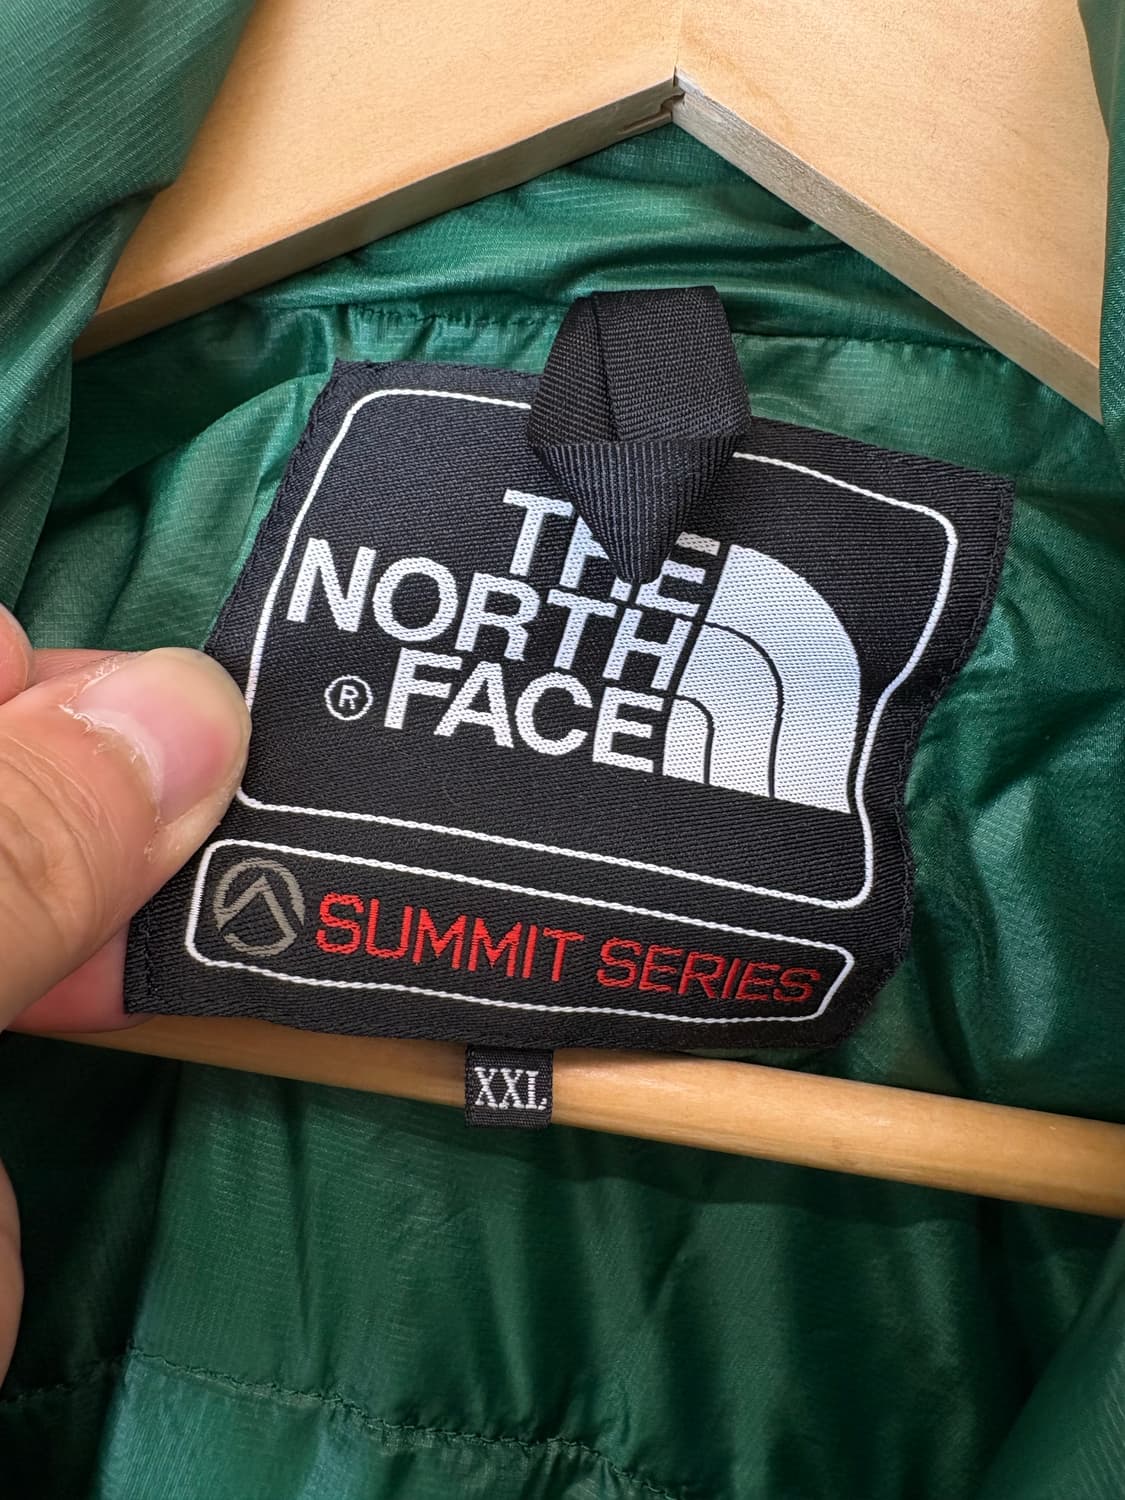 THE
NORTH
® FACE
SUMMIT SERIES
XXL